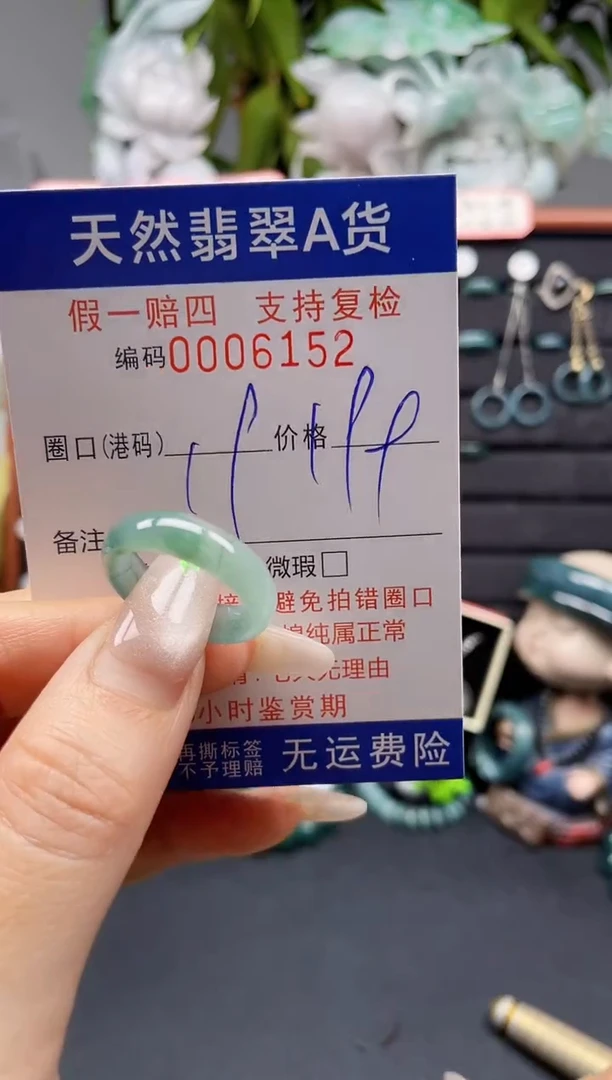 天然翡翠A货
假一赔四 支持复检
编码0006152
圈口(港码) 价格
备注
微瑕□
避免拍错圈口
纯属正常
无理由
小时鉴赏期
再撕标签
不予理赔
无运费险